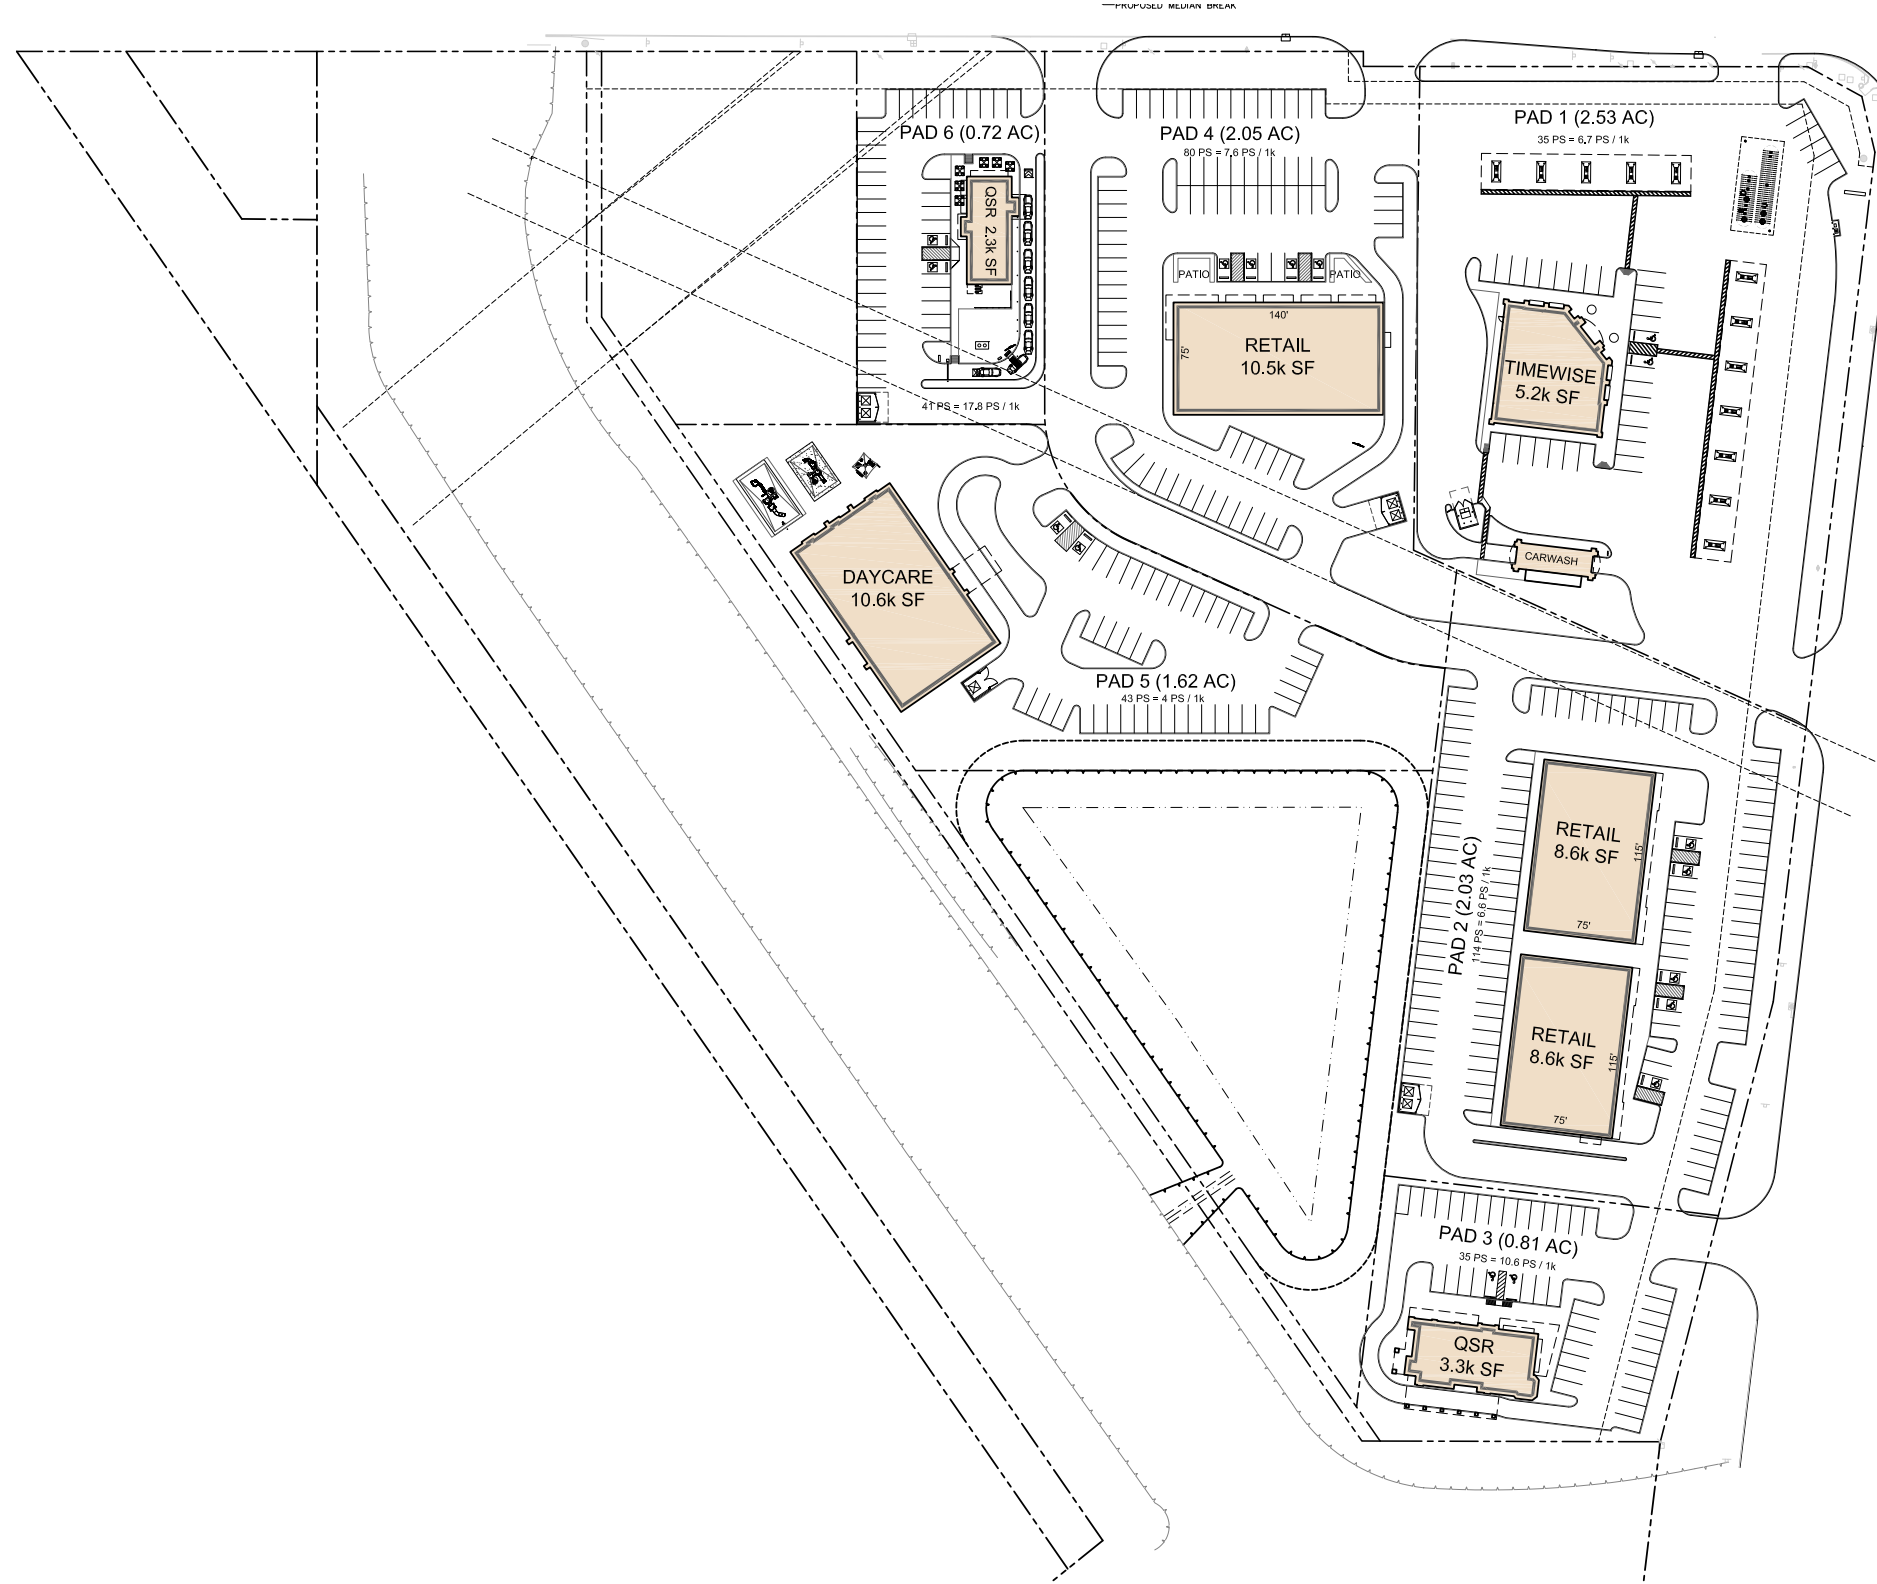 PROPOSED MEDIAN BREAK
PAD 6 (0.72 AC)
QSR 2.3k SF
41 PS = 17.8 PS / 1k
PAD 4 (2.05 AC)
80 PS = 7.6 PS / 1k
PATIO
PATIO
140'
75'
RETAIL
10.5k SF
PAD 1 (2.53 AC)
35 PS = 6.7 PS / 1k
TIMEWISE
5.2k SF
CARWASH
DAYCARE
10.6k SF
PAD 5 (1.62 AC)
43 PS = 4 PS / 1k
PAD 2 (2.03 AC)
114 PS = 6.6 PS / 1k
RETAIL
8.6k SF
115'
75'
RETAIL
8.6k SF
115'
75'
PAD 3 (0.81 AC)
35 PS = 10.6 PS / 1k
QSR
3.3k SF